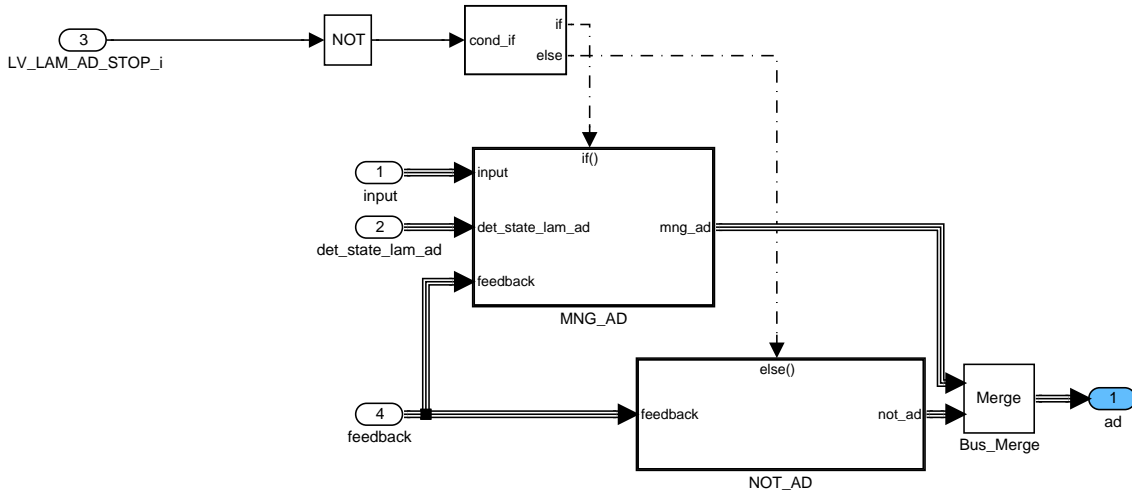 3
LV_LAM_AD_STOP_i
NOT
cond_if
if
else
if()
1
input
input
2
det_state_lam_ad
det_state_lam_ad
mng_ad
feedback
MNG_AD
else()
4
feedback
feedback
not_ad
NOT_AD
Merge
Bus_Merge
1
ad